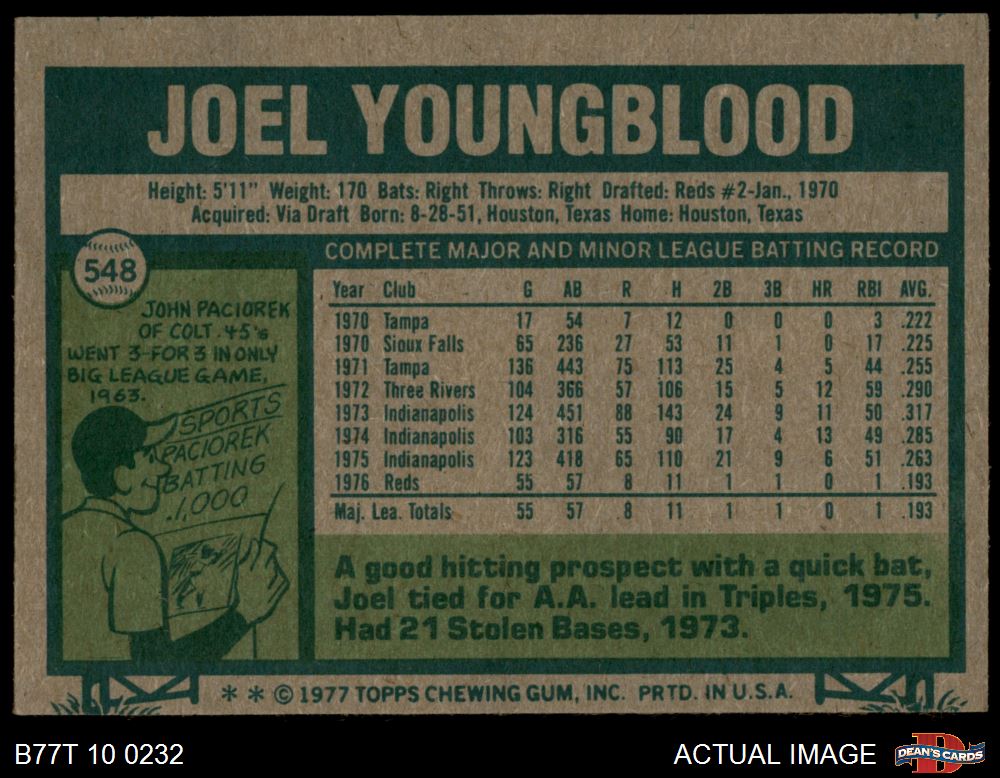 JOEL YOUNGBLOOD
Height: 5'11" Weight: 170 Bats: Right Throws: Right Drafted: Reds #2-Jan., 1970
Acquired: Via Draft Born: 8-28-51, Houston, Texas Home: Houston, Texas
548
JOHN PACIOREK
OF COLT .45's
WENT 3-FOR-3 IN ONLY
BIG LEAGUE GAME,
1963.
SPORTS
PACIOREK
BATTING
1,000
COMPLETE MAJOR AND MINOR LEAGUE BATTING RECORD
Year Club G AB R H 2B 3B HR RBI AVG.
1970 Tampa 17 54 7 12 0 0 0 3 .222
1970 Sioux Falls 65 236 27 53 11 1 0 17 .225
1971 Tampa 136 443 75 113 25 4 5 44 .255
1972 Three Rivers 104 366 57 106 15 5 12 59 .290
1973 Indianapolis 124 451 88 143 24 9 11 50 .317
1974 Indianapolis 103 316 55 90 17 4 13 49 .285
1975 Indianapolis 123 418 65 110 21 9 6 51 .263
1976 Reds 55 57 8 11 1 1 0 1 .193
Maj. Lea. Totals 55 57 8 11 1 1 0 1 .193
A good hitting prospect with a quick bat,
Joel tied for A.A. lead in Triples, 1975.
Had 21 Stolen Bases, 1973.
* * © 1977 TOPPS CHEWING GUM, INC. PRTD. IN U.S.A.
B77T 10 0232
ACTUAL IMAGE
DEAN'S CARDS